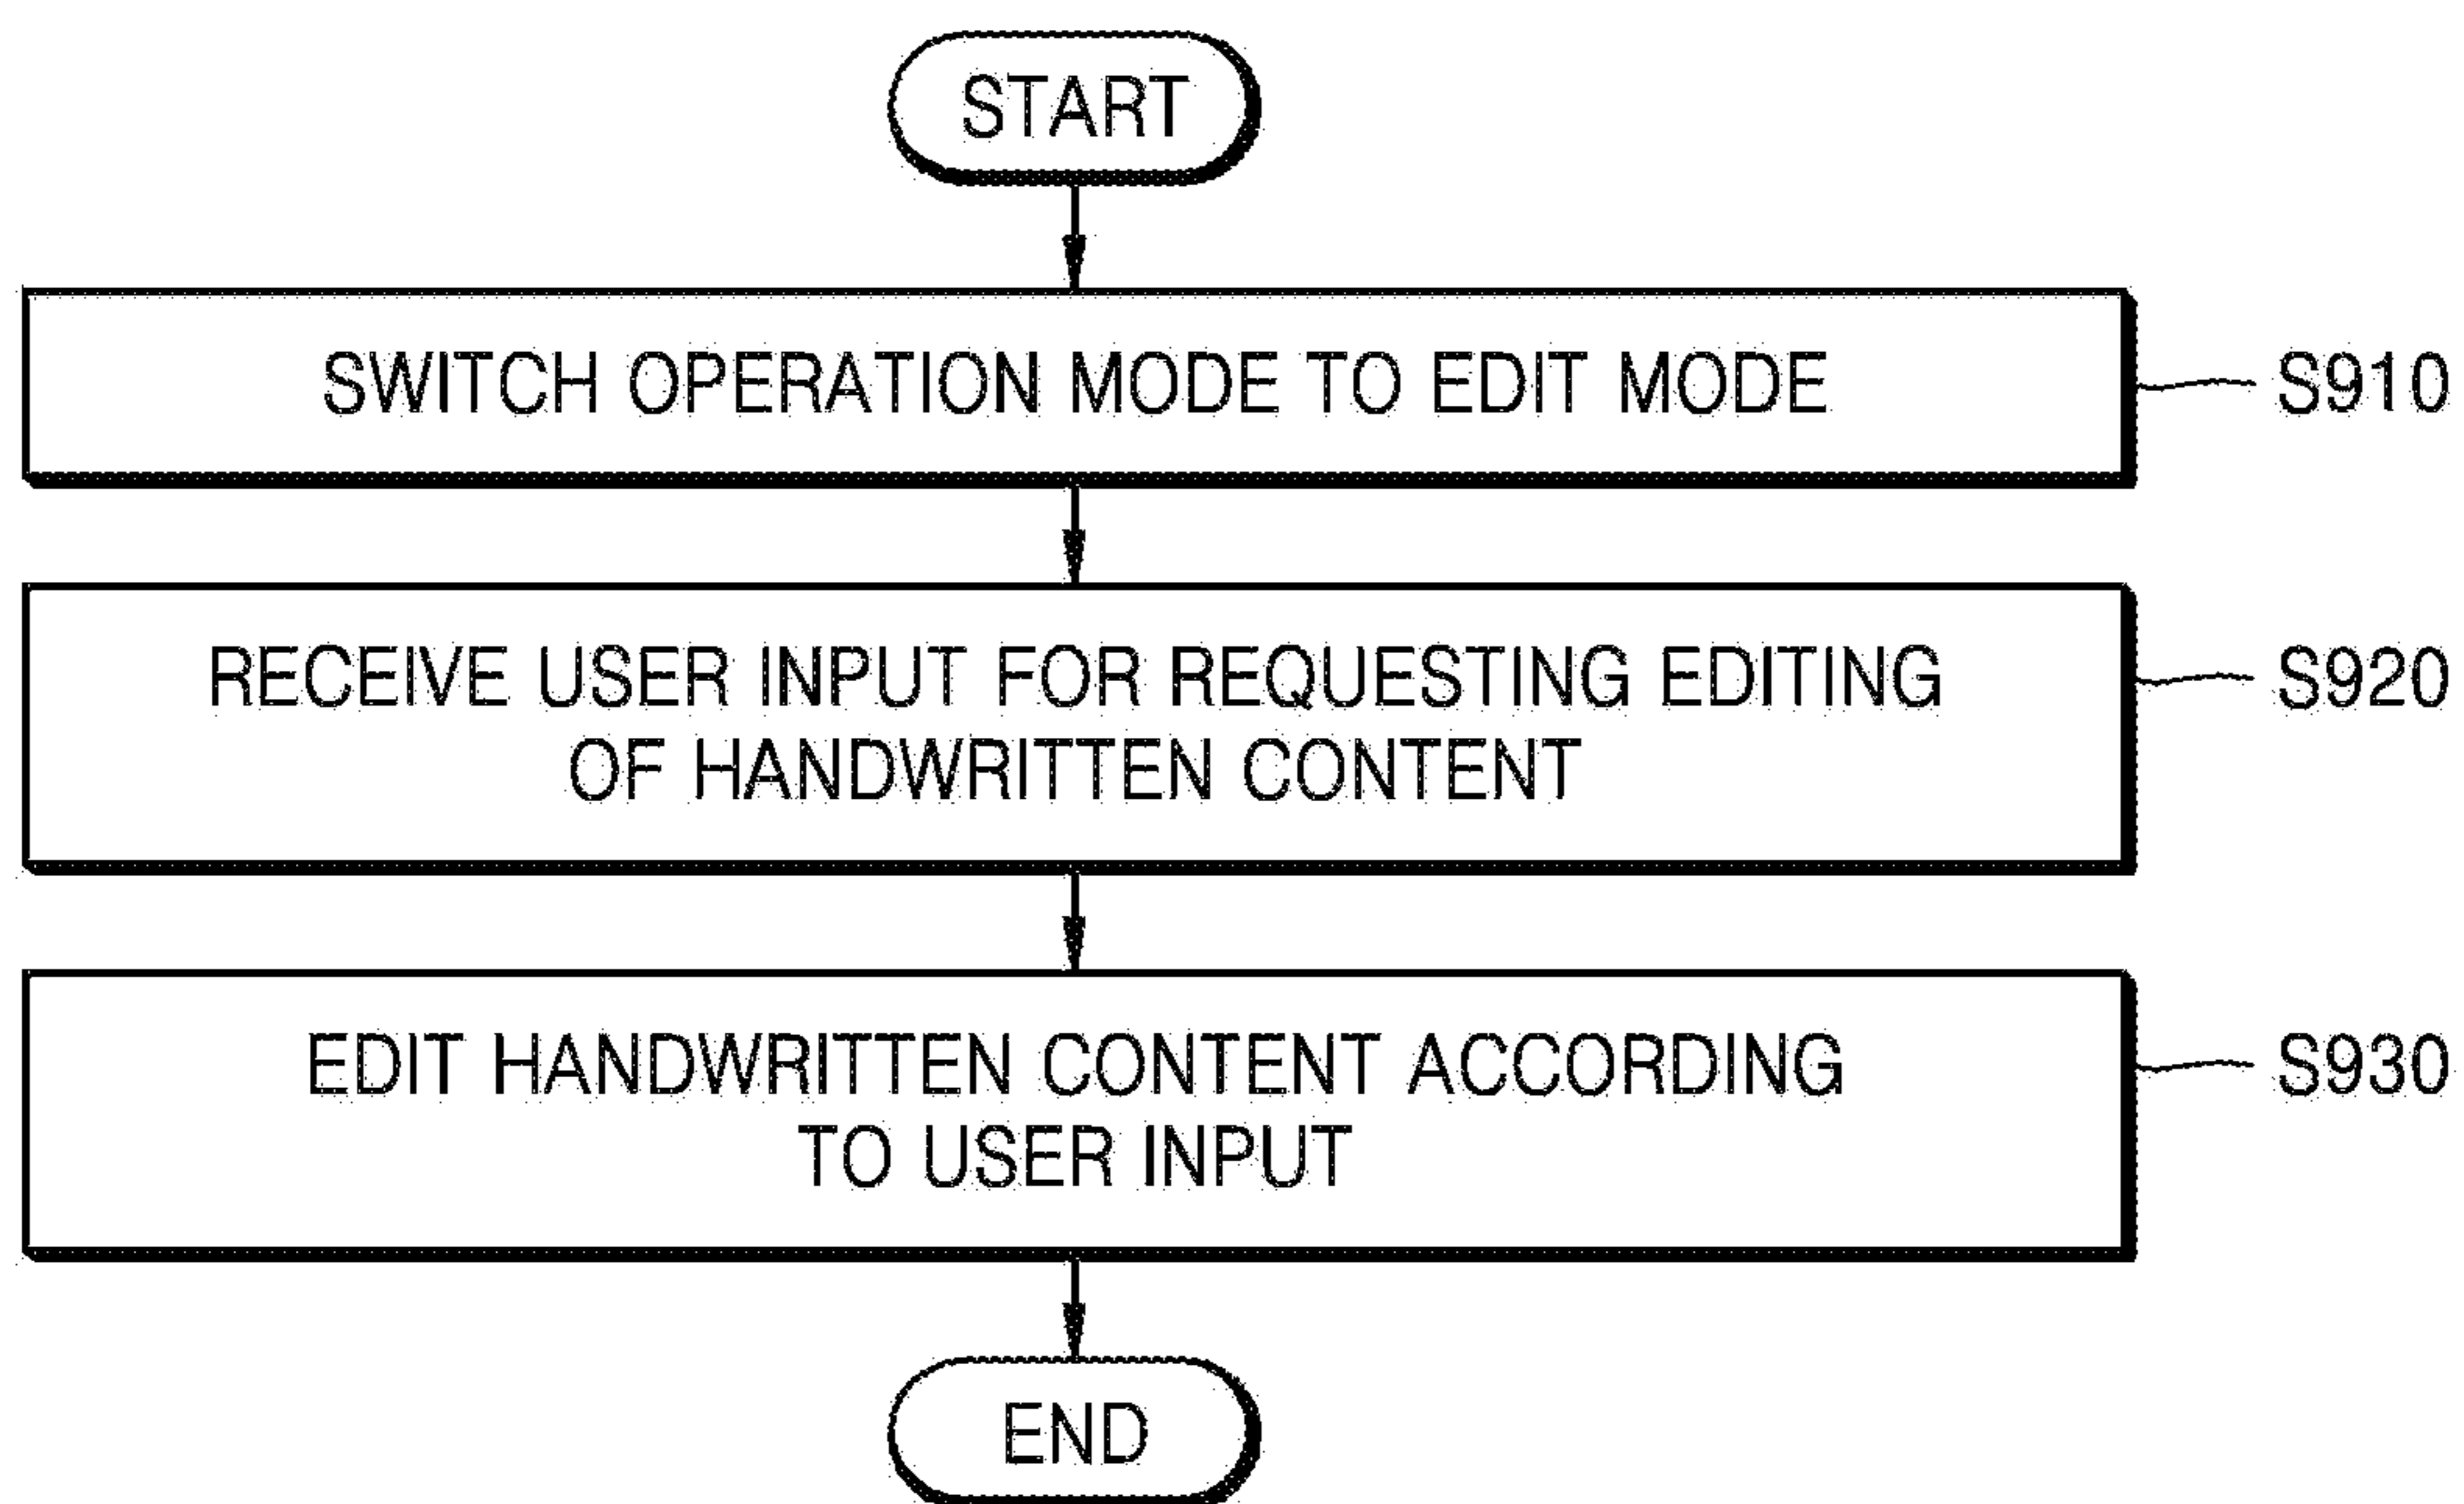 START
SWITCH OPERATION MODE TO EDIT MODE
S910
RECEIVE USER INPUT FOR REQUESTING EDITING
OF HANDWRITTEN CONTENT
S920
EDIT HANDWRITTEN CONTENT ACCORDING
TO USER INPUT
S930
END